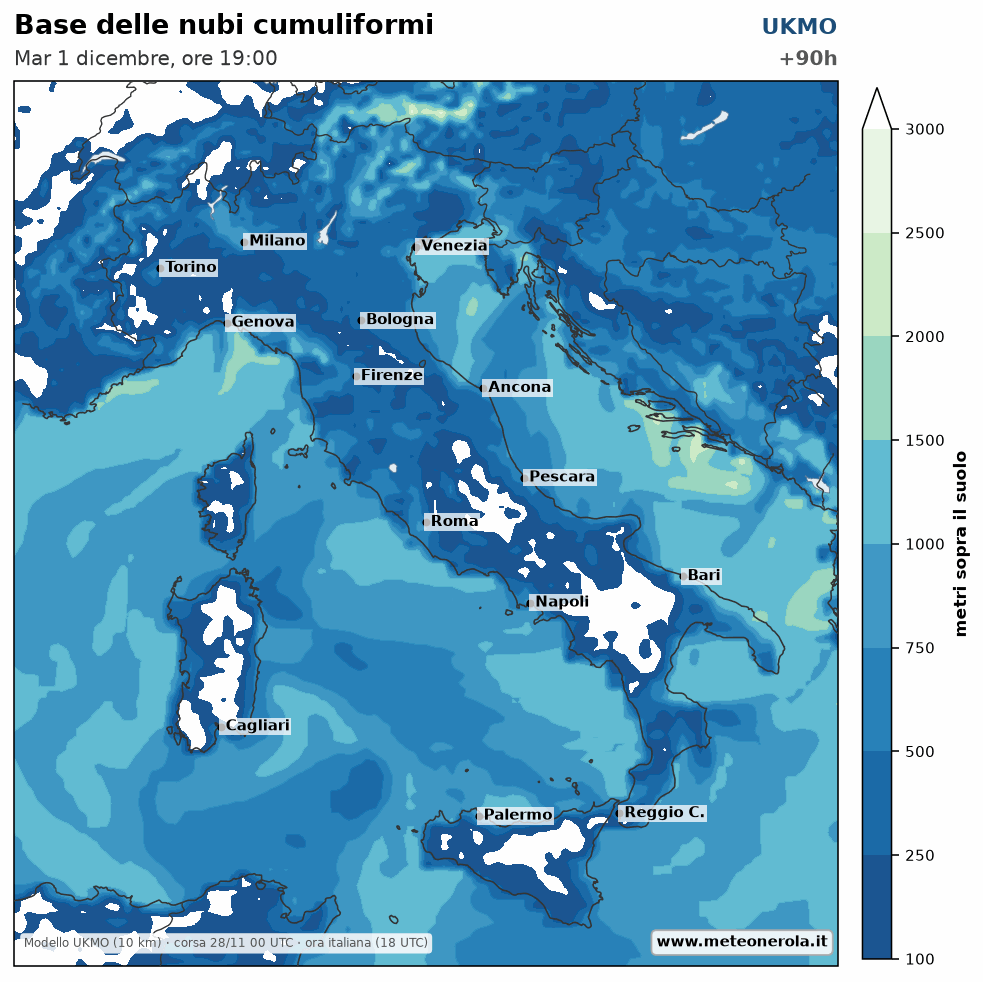 Base delle nubi cumuliformi
UKMO
Mar 1 dicembre, ore 19:00
+90h
3000
2500
2000
1500
1000
750
500
250
100
metri sopra il suolo
Milano
Venezia
Torino
Genova
Bologna
Firenze
Ancona
Pescara
Roma
Bari
Napoli
Cagliari
Palermo
Reggio C.
Modello UKMO (10 km) · corsa 28/11 00 UTC · ora italiana (18 UTC)
www.meteonerola.it